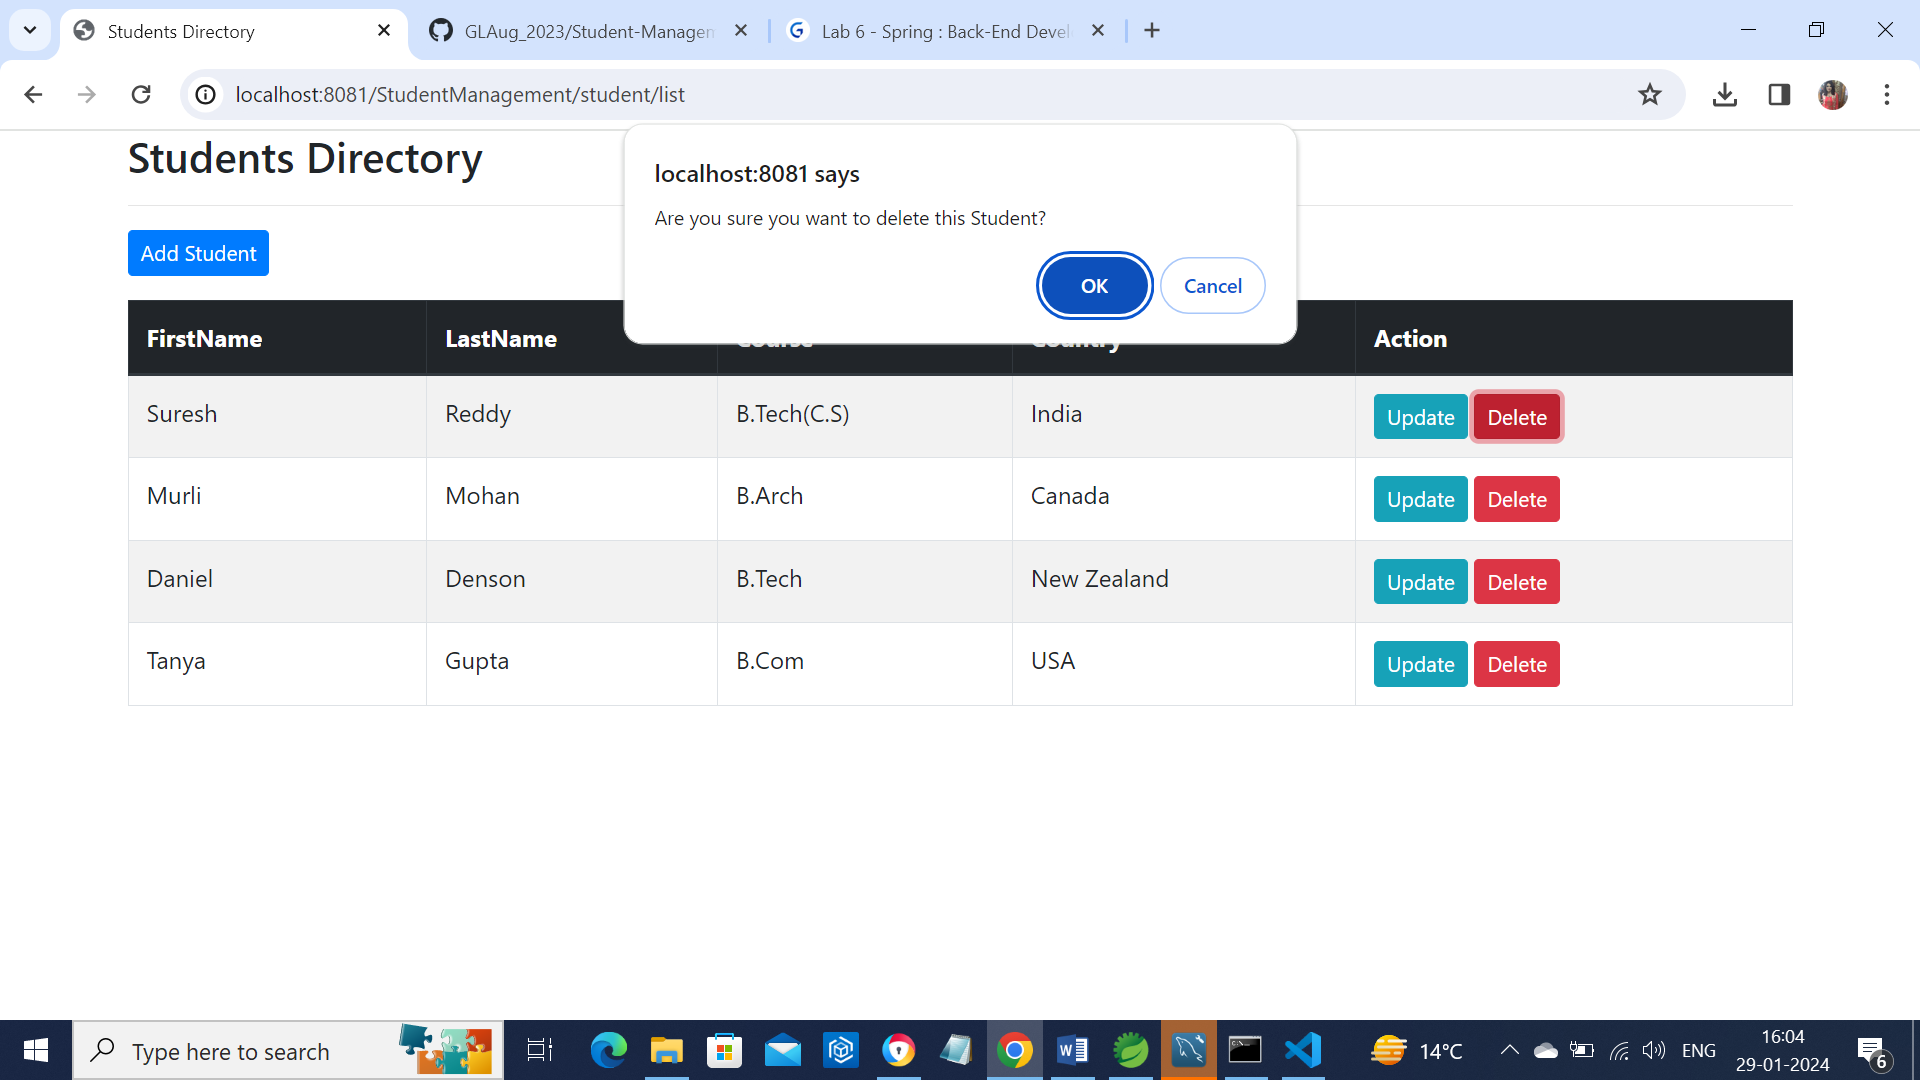 Students Directory
GLAug_2023/Student-Managem
Lab 6 - Spring : Back-End Devel
localhost:8081/StudentManagement/student/list
Students Directory
localhost:8081 says
Are you sure you want to delete this Student?
OK Cancel
Add Student
FirstName LastName Course Country Action
Suresh Reddy B.Tech(C.S) India Update Delete
Murli Mohan B.Arch Canada Update Delete
Daniel Denson B.Tech New Zealand Update Delete
Tanya Gupta B.Com USA Update Delete
Type here to search
14°C
ENG
16:04
29-01-2024
6